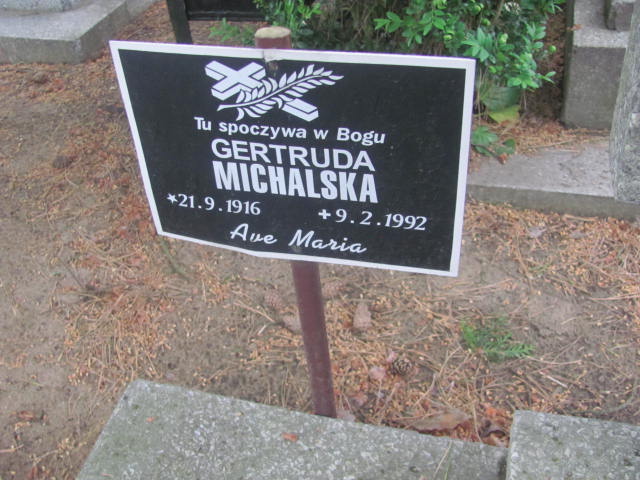 Tu spoczywa w Bogu
GERTRUDA
MICHALSKA
*21.9.1916 +9.2.1992
Ave Maria